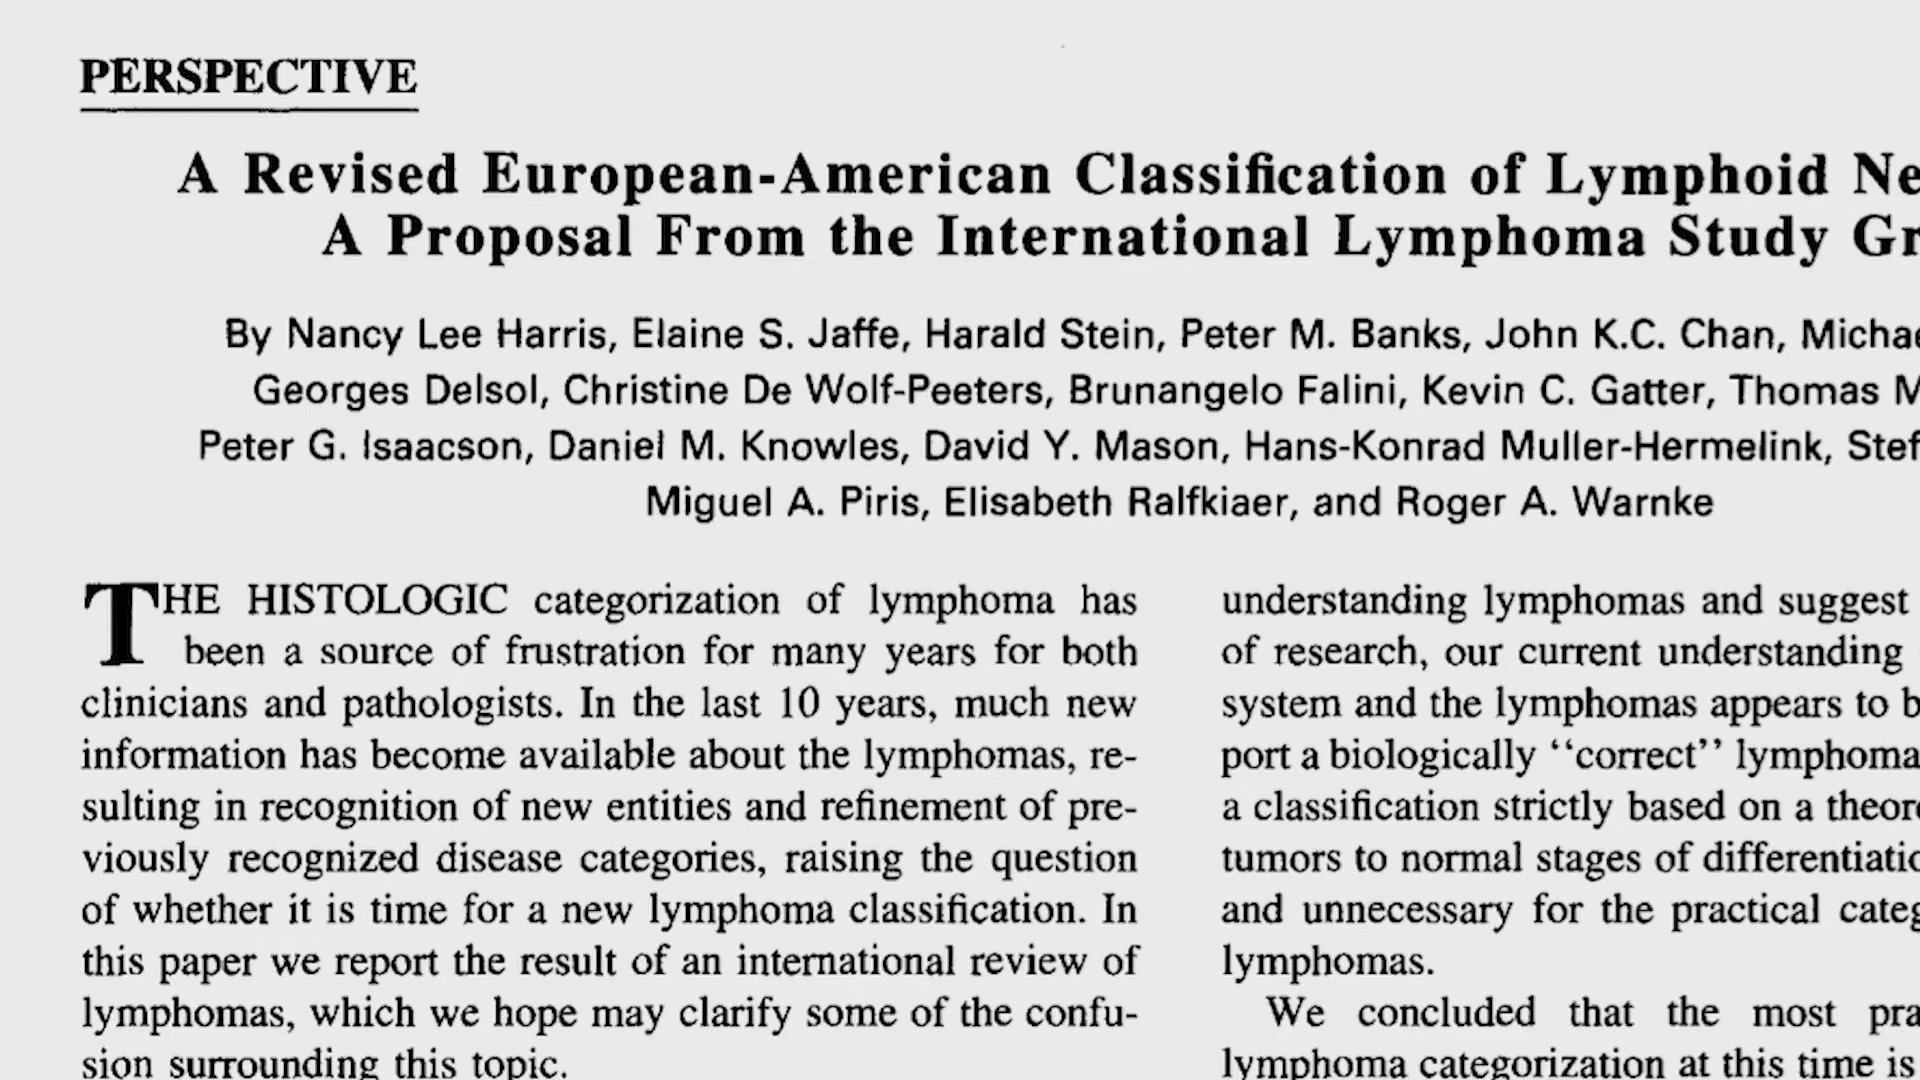 PERSPECTIVE
A Revised European-American Classification of Lymphoid
A Proposal From the International Lymphoma Study
By Nancy Lee Harris, Elaine S. Jaffe, Harald Stein, Peter M. Banks, John K.C. Chan,
Georges Delsol, Christine De Wolf-Peeters, Brunangelo Falini, Kevin C. Gatter, Thomas
Peter G. Isaacson, Daniel M. Knowles, David Y. Mason, Hans-Konrad Muller-Hermelink,
Miguel A. Piris, Elisabeth Ralfkiaer, and Roger A. Warnke
THE HISTOLOGIC categorization of lymphoma has
been a source of frustration for many years for both
clinicians and pathologists. In the last 10 years, much new
information has become available about the lymphomas, re-
sulting in recognition of new entities and refinement of pre-
viously recognized disease categories, raising the question
of whether it is time for a new lymphoma classification. In
this paper we report the result of an international review of
lymphomas, which we hope may clarify some of the confu-
sion surrounding this topic.
understanding lymphomas and suggest
of research, our current understanding
system and the lymphomas appears to
port a biologically ‘‘correct’’ lymphoma
a classification strictly based on a
tumors to normal stages of
and unnecessary for the practical
lymphomas.
We concluded that the most
lymphoma categorization at this time is